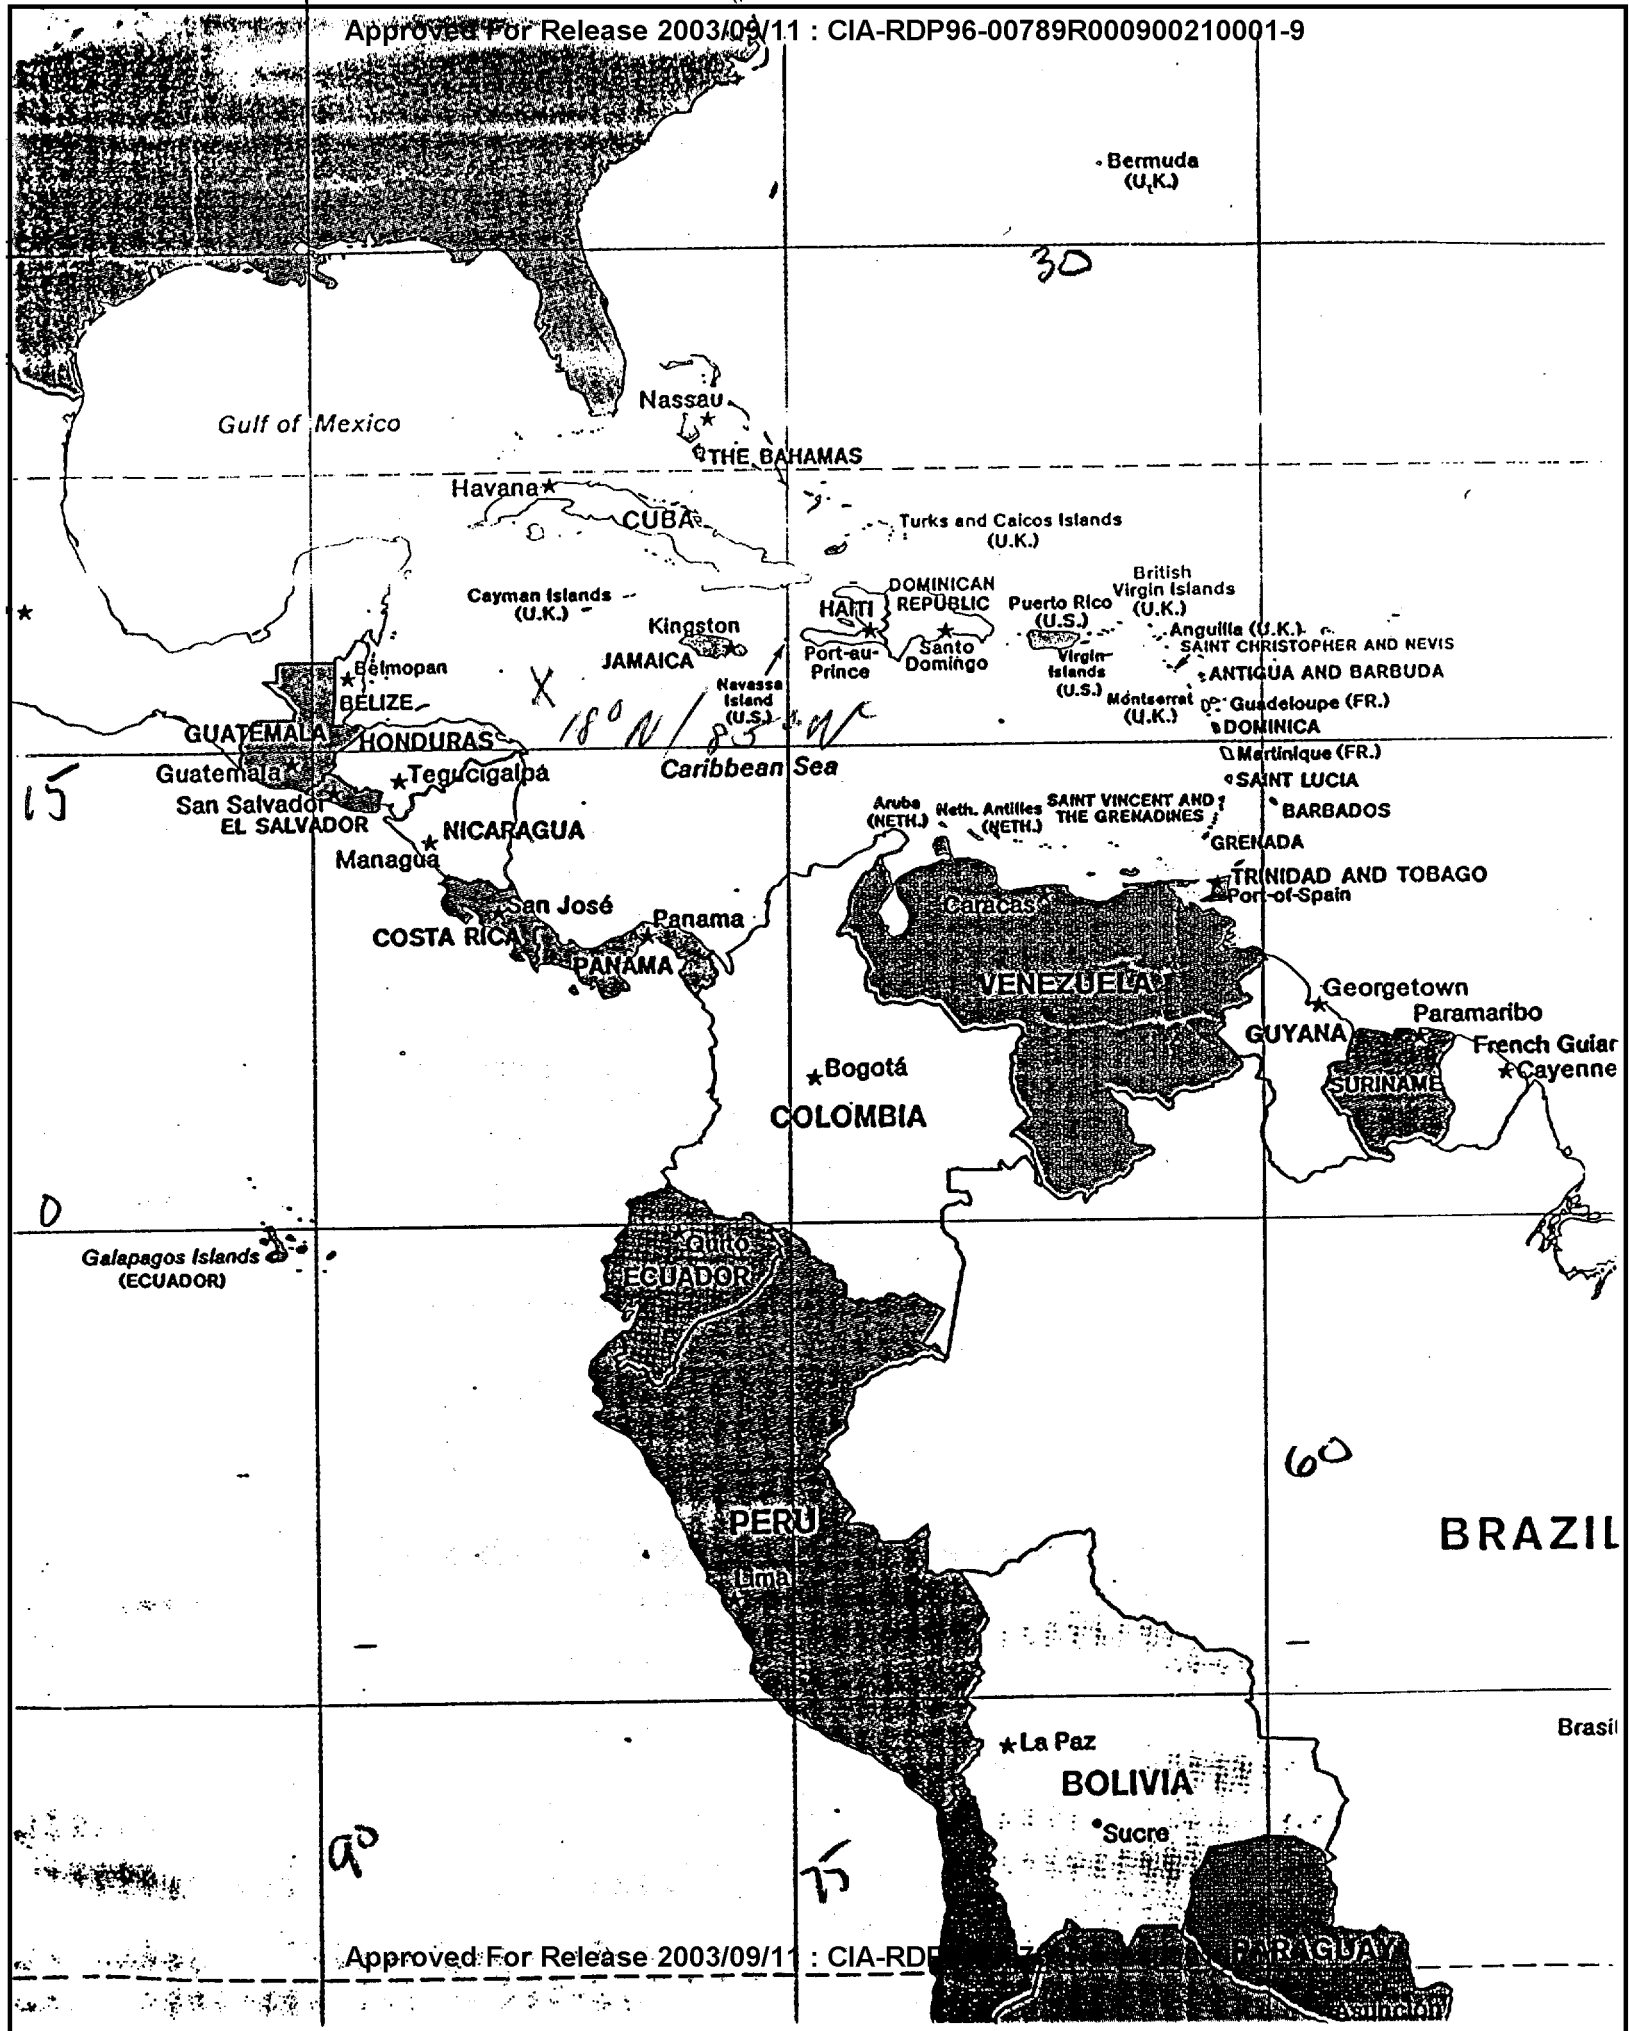 Approved For Release 2003/09/11 : CIA-RDP96-00789R000900210001-9
Bermuda
(U.K.)
30
Gulf of Mexico
Nassau
THE BAHAMAS
Havana
CUBA
Turks and Caicos Islands
(U.K.)
Cayman Islands
(U.K.)
Kingston
JAMAICA
Navassa
Island
(U.S.)
HAITI
Port-au-
Prince
DOMINICAN
REPUBLIC
Santo
Domingo
Puerto Rico
(U.S.)
British
Virgin Islands
(U.K.)
Virgin
Islands
(U.S.)
Anguilla (U.K.)
SAINT CHRISTOPHER AND NEVIS
ANTIGUA AND BARBUDA
Montserrat
(U.K.)
Guadeloupe (FR.)
DOMINICA
Martinique (FR.)
SAINT LUCIA
BARBADOS
SAINT VINCENT AND
THE GRENADINES
GRENADA
TRINIDAD AND TOBAGO
Port-of-Spain
Belmopan
BELIZE
X
18° N / 83° W
GUATEMALA
Guatemala
HONDURAS
Tegucigalpa
Caribbean Sea
15
San Salvador
EL SALVADOR
NICARAGUA
Managua
Aruba
(NETH.)
Neth. Antilles
(NETH.)
San José
COSTA RICA
Panama
PANAMA
Caracas
VENEZUELA
Georgetown
GUYANA
Paramaribo
SURINAME
French Guian
Cayenne
Bogotá
COLOMBIA
0
Galapagos Islands
(ECUADOR)
Quito
ECUADOR
60
PERU
Lima
BRAZIL
La Paz
BOLIVIA
Sucre
Brasil
90
75
PARAGUAY
Asunción
Approved For Release 2003/09/11 : CIA-RDP